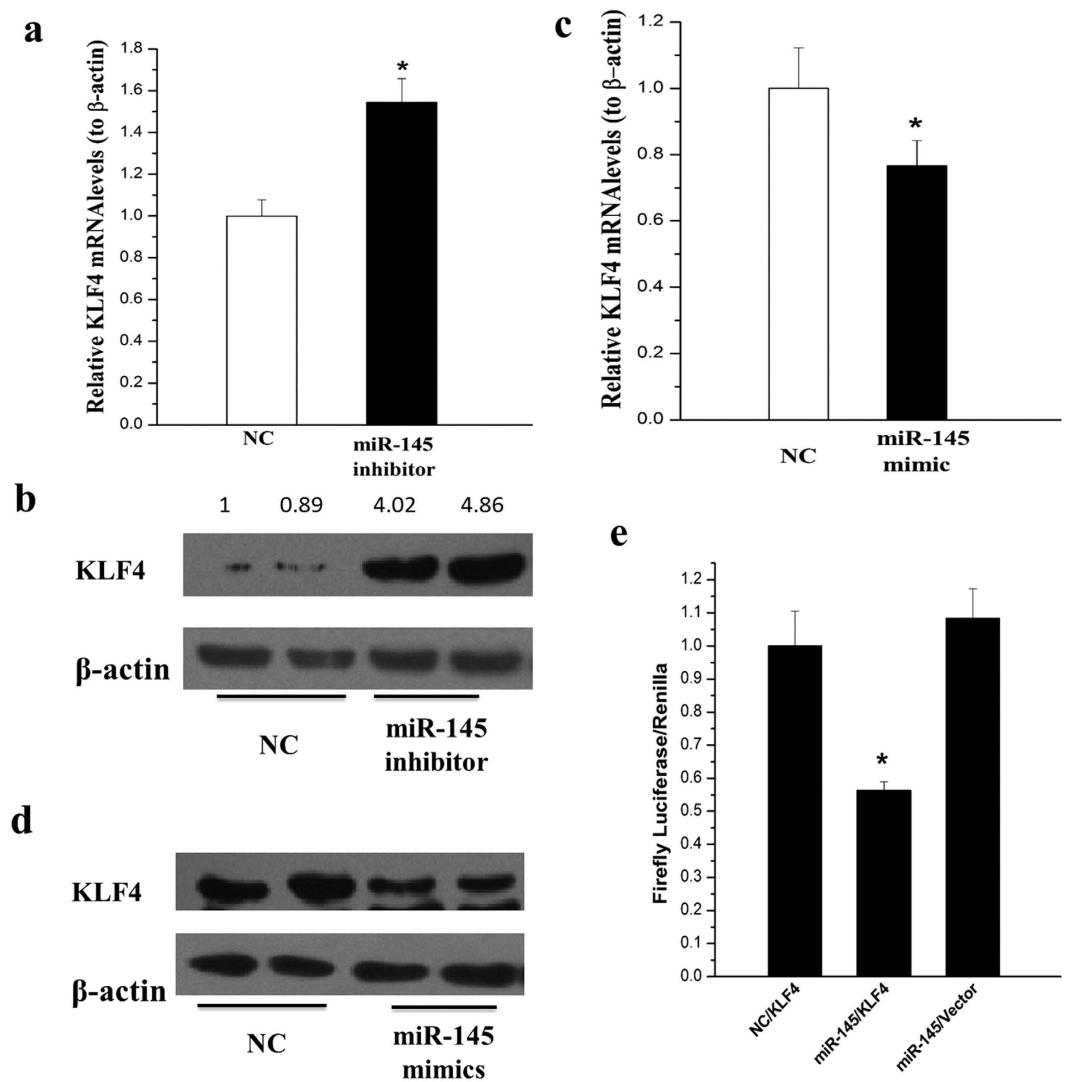 a
Relative KLF4 mRNAlevels (to β-actin)
1.8
1.6
1.4
1.2
1.0
0.8
0.6
0.4
0.2
0.0
*
NC
miR-145
inhibitor
c
Relative KLF4 mRNAlevels (to β-actin)
1.2
1.0
0.8
0.6
0.4
0.2
0.0
*
NC
miR-145
mimic
b
1 0.89 4.02 4.86
KLF4
β-actin
NC
miR-145
inhibitor
d
KLF4
β-actin
NC
miR-145
mimics
e
Firefly Luciferase/Renilla
1.2
1.1
1.0
0.9
0.8
0.7
0.6
0.5
0.4
0.3
0.2
0.1
0.0
*
NC/KLF4
miR-145/KLF4
miR-145/Vector